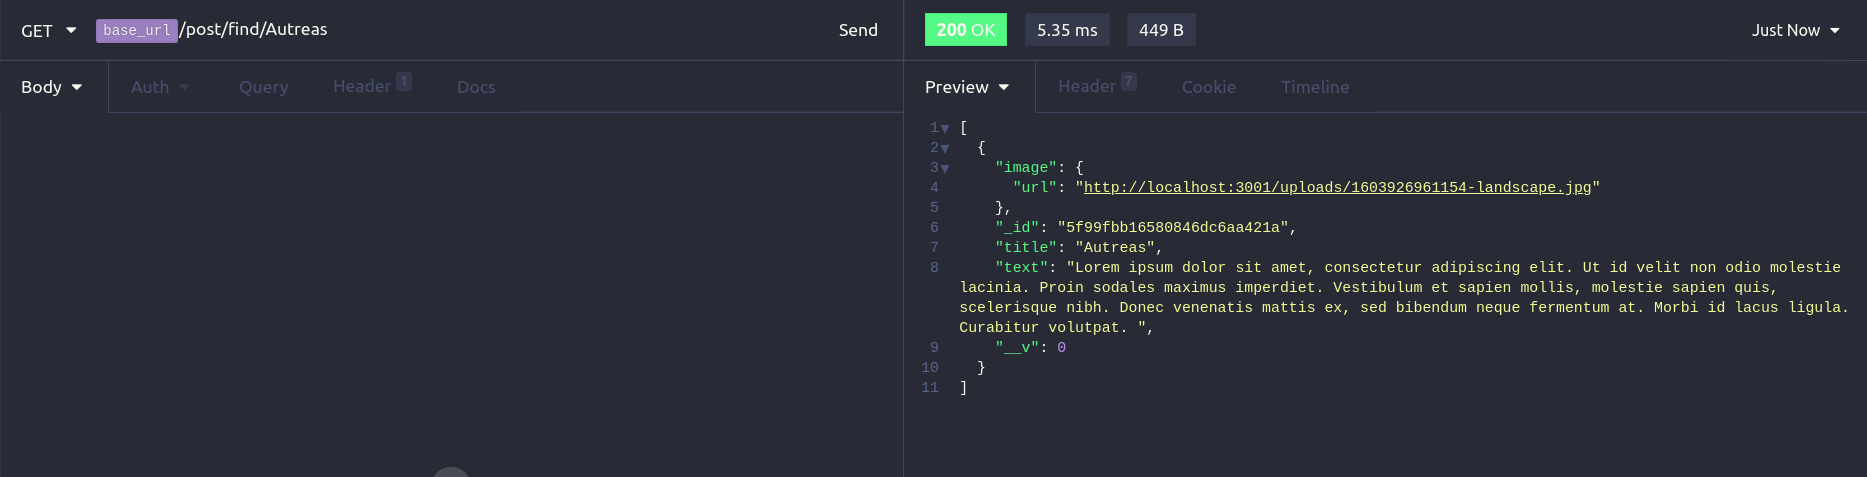 GET base_url/post/find/Autreas Send
200 OK 5.35 ms 449 B Just Now
Body Auth Query Header 1 Docs
Preview Header 7 Cookie Timeline
1 [
2 {
3 "image": {
4 "url": "http://localhost:3001/uploads/1603926961154-landscape.jpg"
5 },
6 "_id": "5f99fbb16580846dc6aa421a",
7 "title": "Autreas",
8 "text": "Lorem ipsum dolor sit amet, consectetur adipiscing elit. Ut id velit non odio molestie
lacinia. Proin sodales maximus imperdiet. Vestibulum et sapien mollis, molestie sapien quis,
scelerisque nibh. Donec venenatis mattis ex, sed bibendum neque fermentum at. Morbi id lacus ligula.
Curabitur volutpat. ",
9 "__v": 0
10 }
11 ]